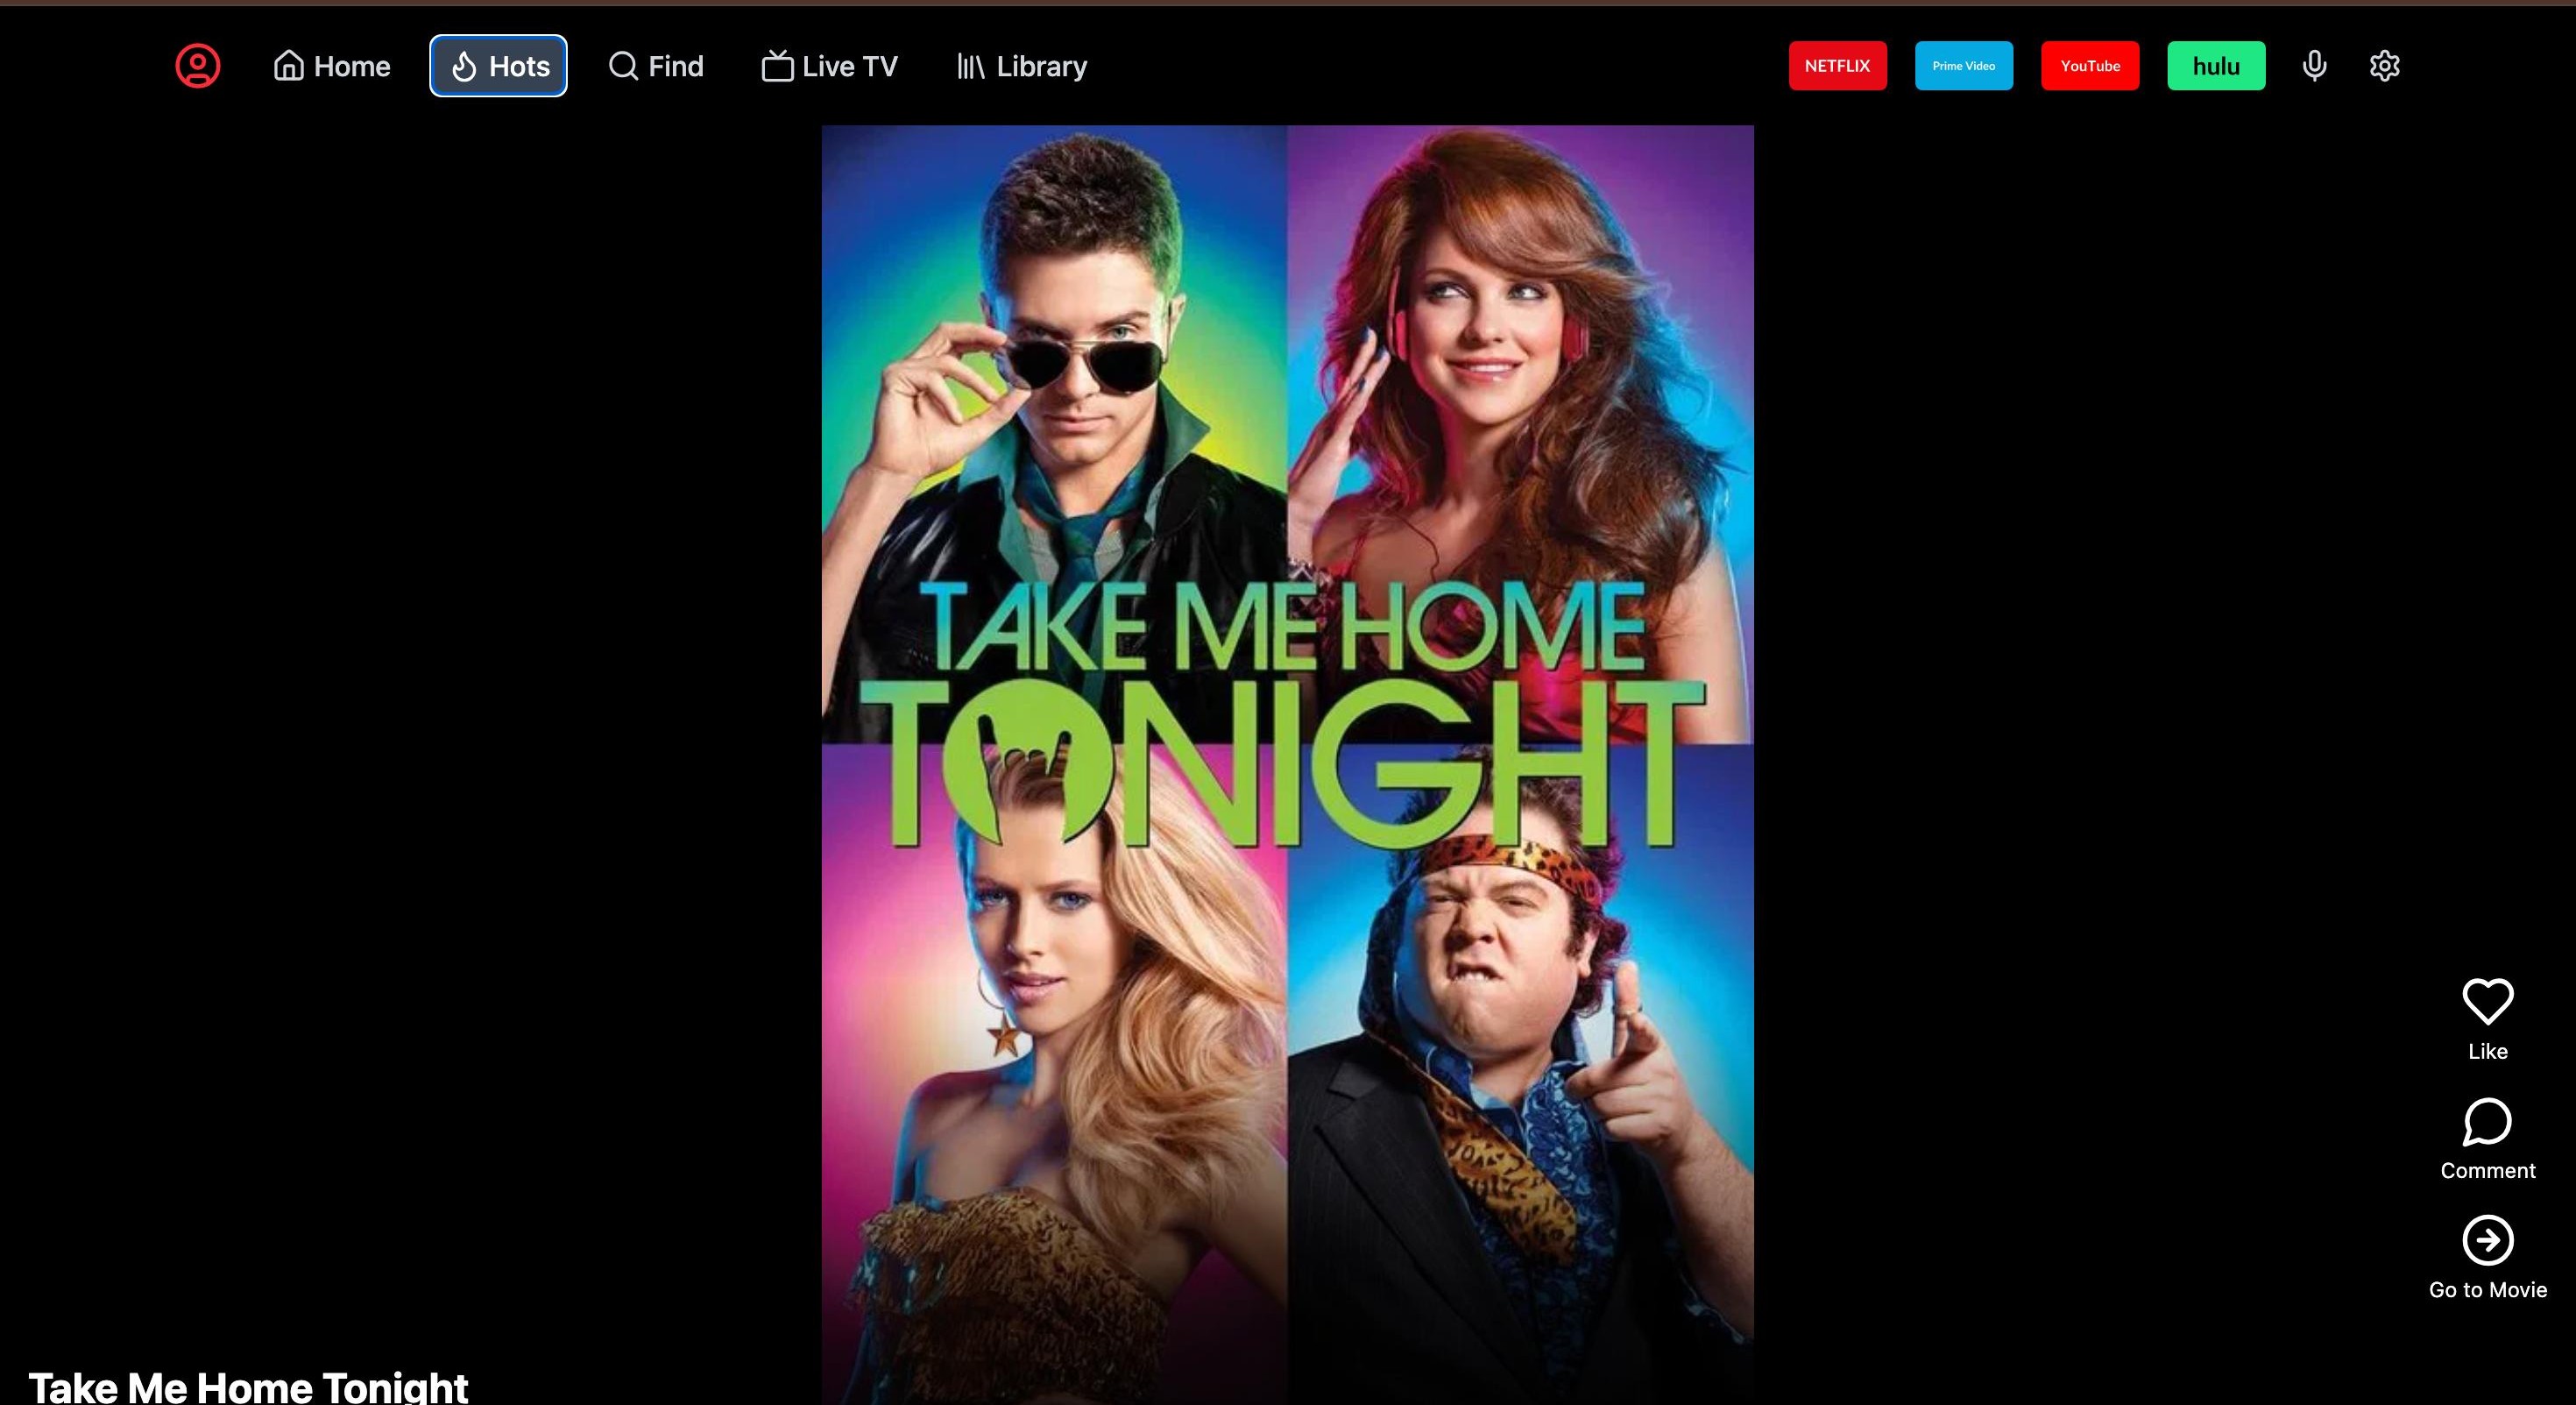 Home
Hots
Find
Live TV
Library
NETFLIX
Prime Video
YouTube
hulu
TAKE ME HOME
TONIGHT
Like
Comment
Go to Movie
Take Me Home Tonight